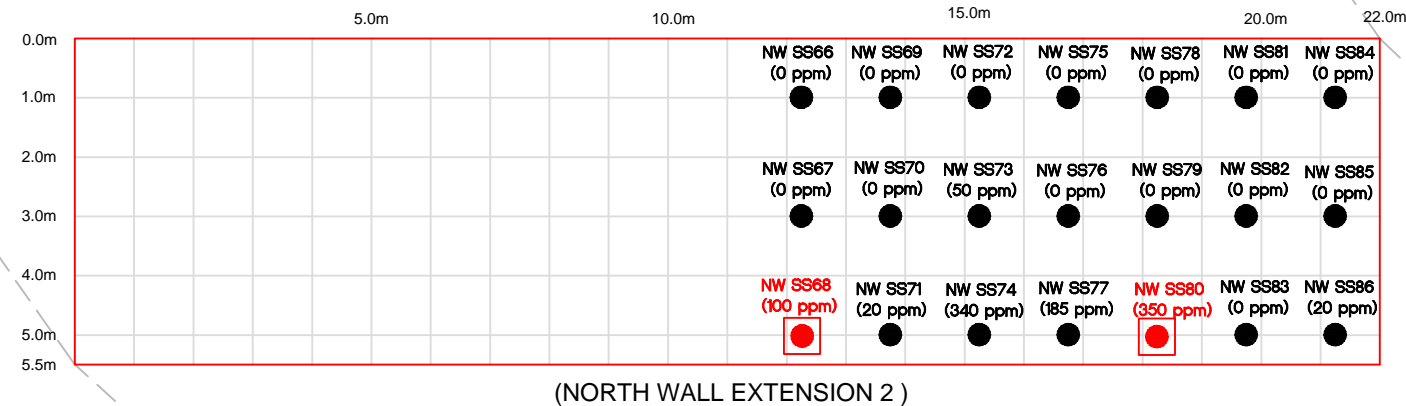 5.0m 10.0m 15.0m 20.0m 22.0m
0.0m
NW SS66 NW SS69 NW SS72 NW SS75 NW SS78 NW SS81 NW SS84
(0 ppm) (0 ppm) (0 ppm) (0 ppm) (0 ppm) (0 ppm) (0 ppm)
1.0m
2.0m
NW SS67 NW SS70 NW SS73 NW SS76 NW SS79 NW SS82 NW SS85
(0 ppm) (0 ppm) (50 ppm) (0 ppm) (0 ppm) (0 ppm) (0 ppm)
3.0m
4.0m
NW SS68 NW SS71 NW SS74 NW SS77 NW SS80 NW SS83 NW SS86
(100 ppm) (20 ppm) (340 ppm) (185 ppm) (350 ppm) (0 ppm) (20 ppm)
5.0m
5.5m
(NORTH WALL EXTENSION 2 )